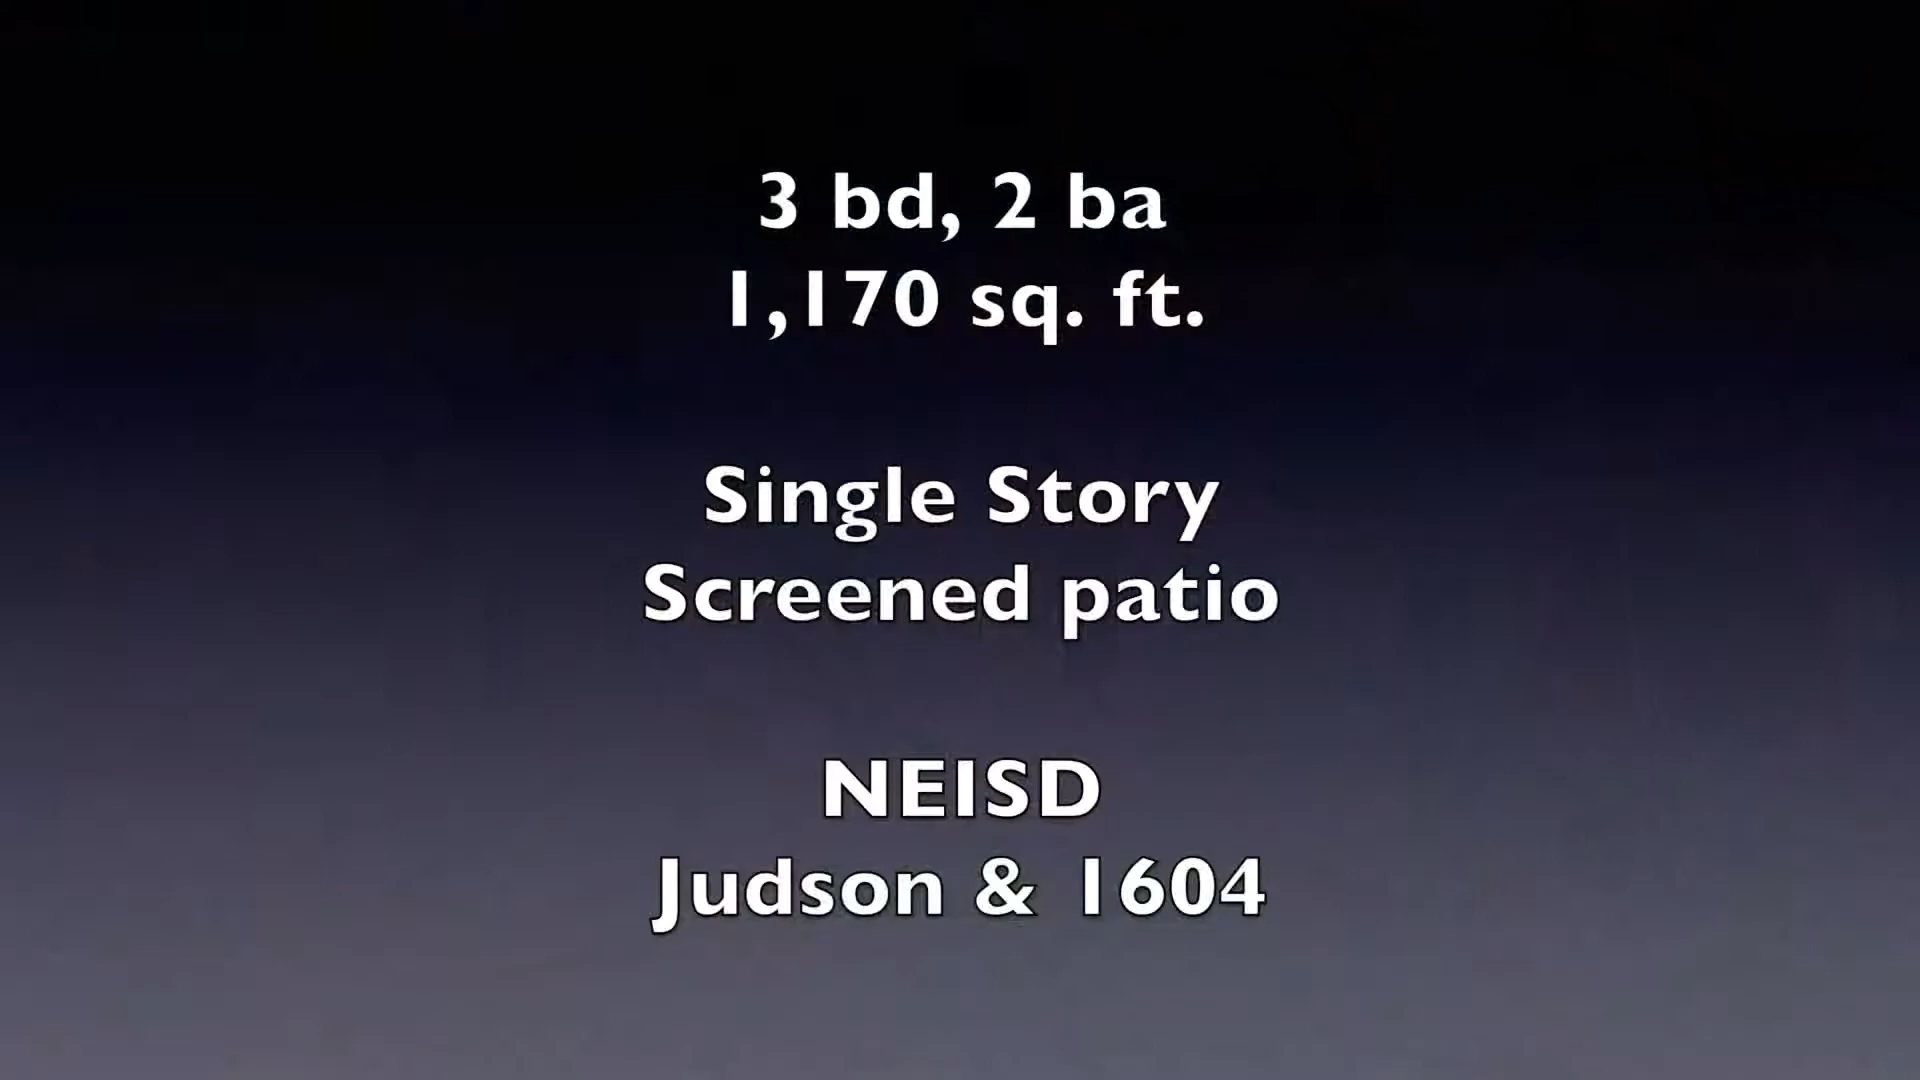 3 bd, 2 ba
1,170 sq. ft.
Single Story
Screened patio
NEISD
Judson & 1604